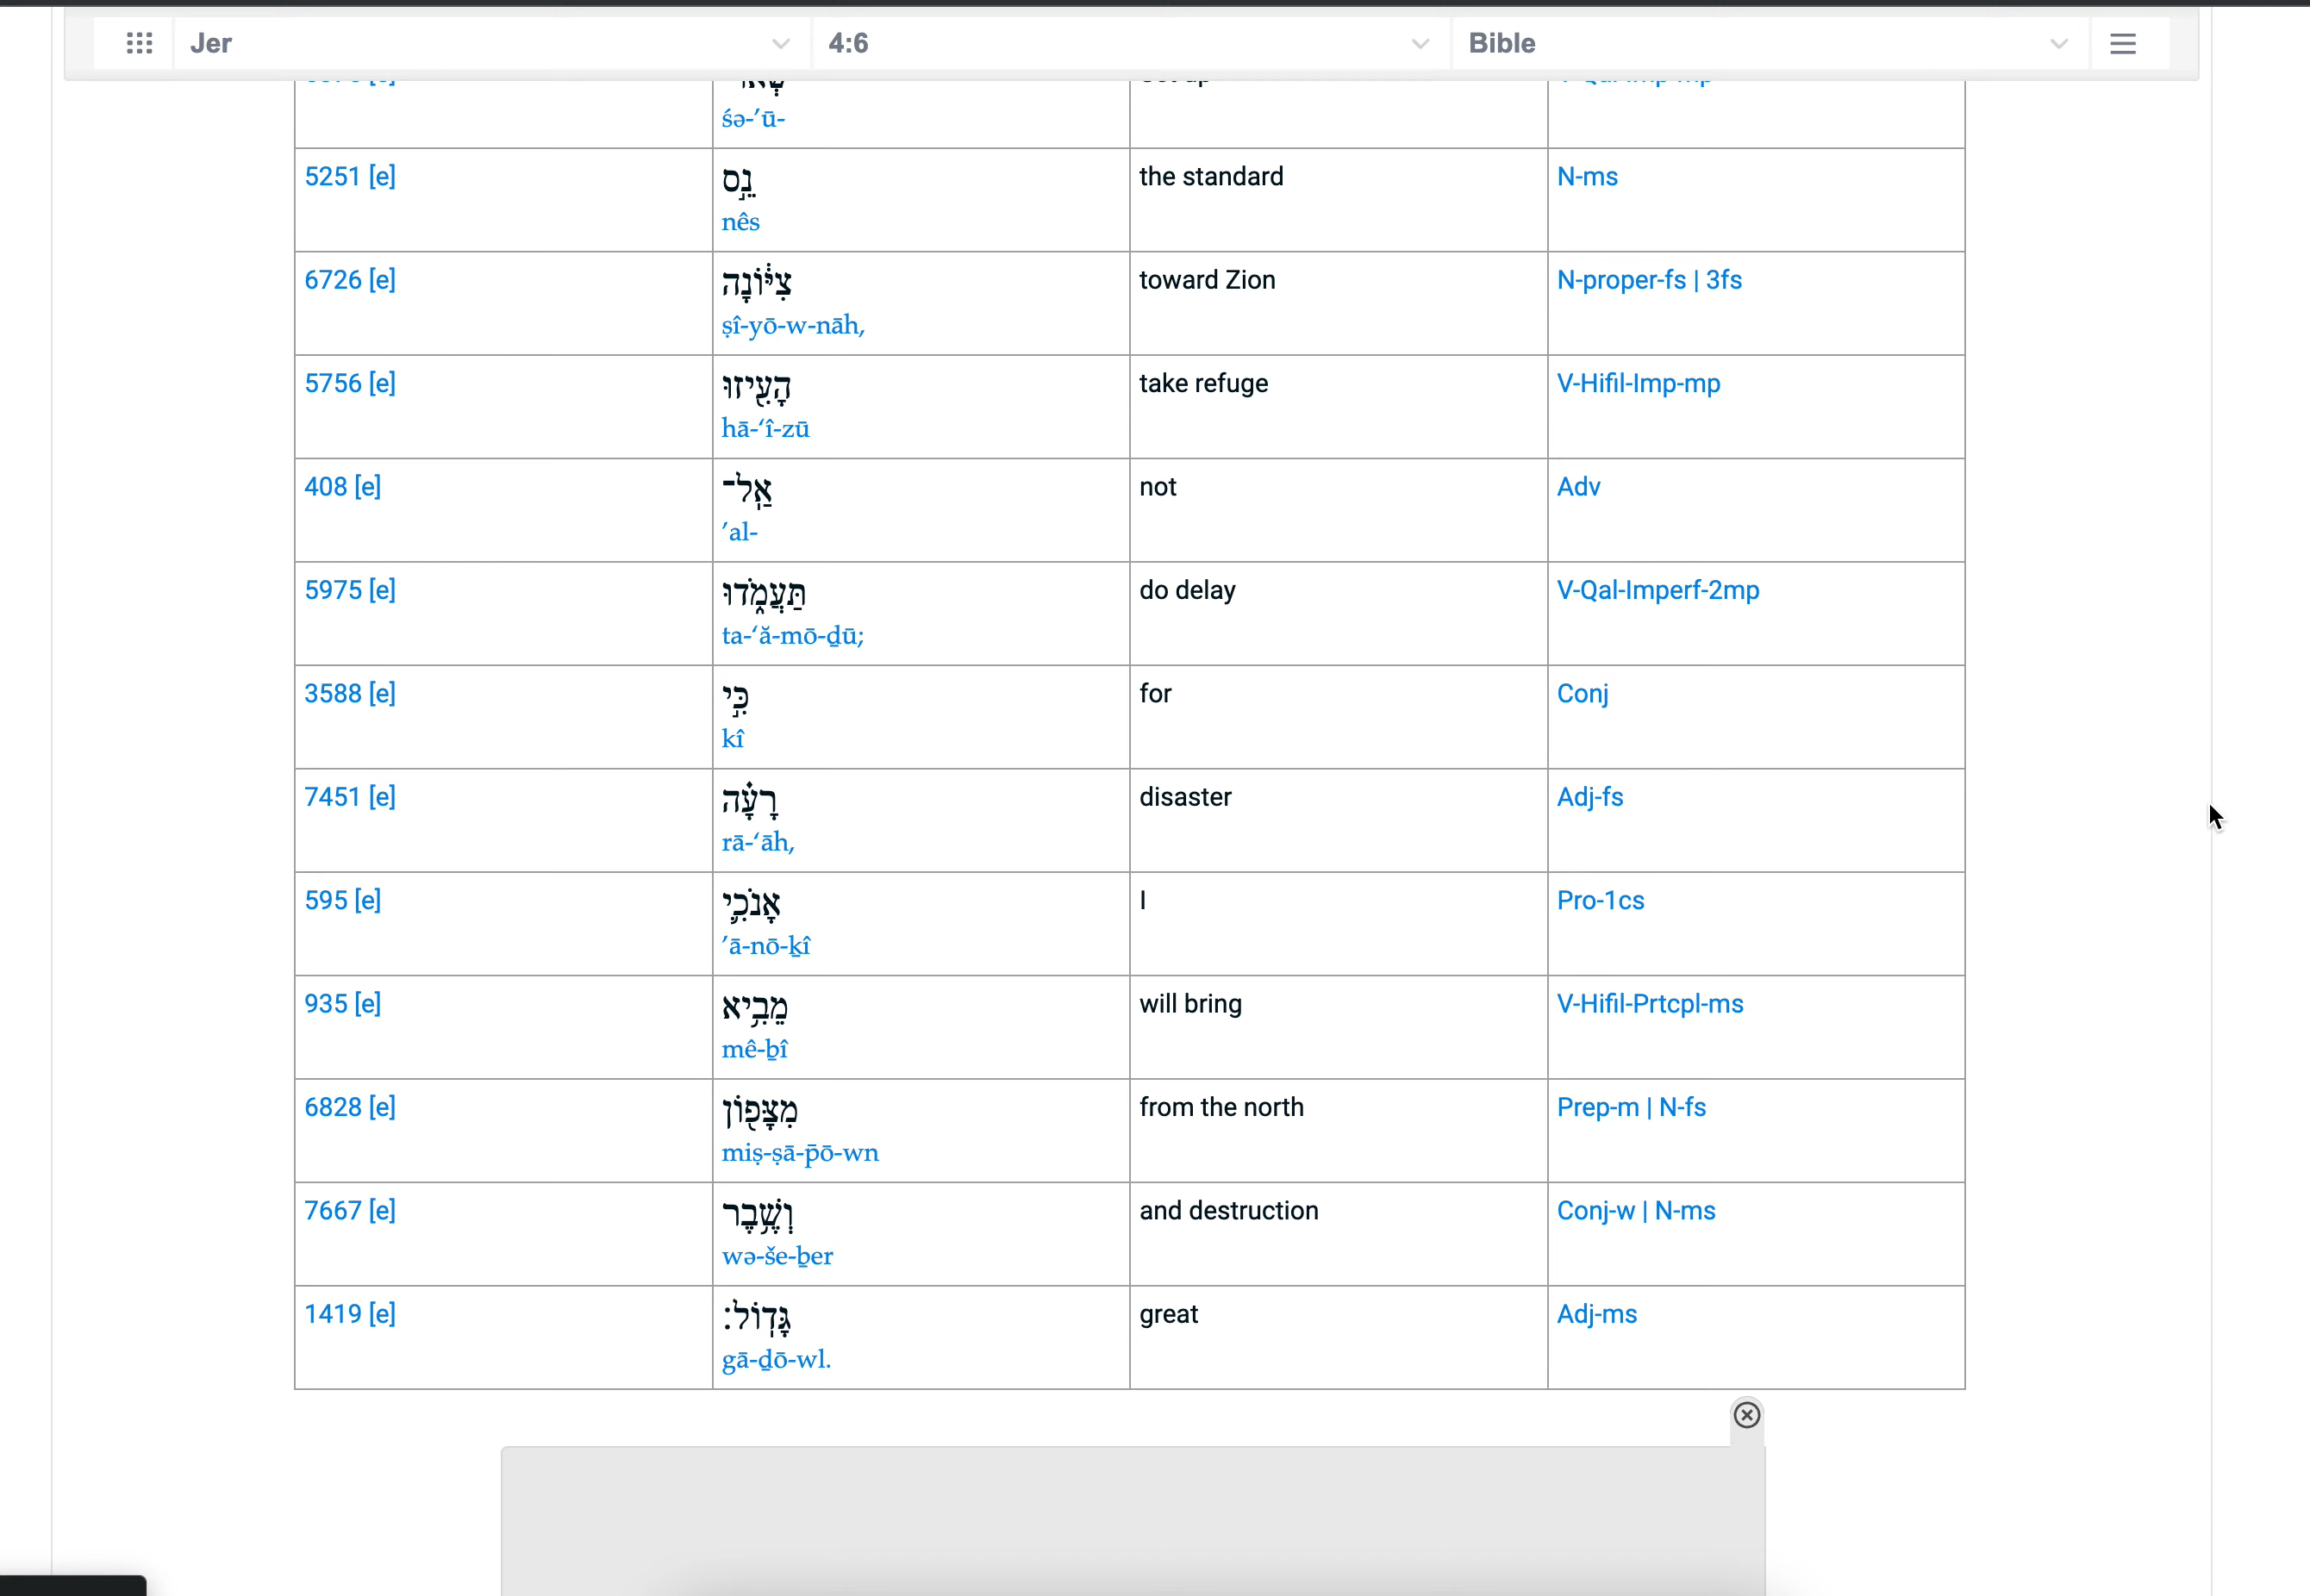 Jer 4:6 Bible
śə-’ū-
5251 [e] נֵ֣ס the standard N-ms
nês
6726 [e] צִיּ֔וֹנָה toward Zion N-proper-fs | 3fs
ṣî-yō-w-nāh,
5756 [e] הָעִ֖יזוּ take refuge V-Hifil-Imp-mp
hā-‘î-zū
408 [e] אַֽל־ not Adv
’al-
5975 [e] תַּעֲמֹ֑דוּ do delay V-Qal-Imperf-2mp
ta-‘ă-mō-ḏū;
3588 [e] כִּ֣י for Conj
kî
7451 [e] רָעָ֗ה disaster Adj-fs
rā-‘āh,
595 [e] אָנֹכִ֛י I Pro-1cs
’ā-nō-ḵî
935 [e] מֵבִ֥יא will bring V-Hifil-Prtcpl-ms
mê-ḇî
6828 [e] מִצָּפ֖וֹן from the north Prep-m | N-fs
miṣ-ṣā-p̄ō-wn
7667 [e] וְשֶׁ֥בֶר and destruction Conj-w | N-ms
wə-še-ḇer
1419 [e] גָּדֽוֹל׃ great Adj-ms
gā-ḏō-wl.